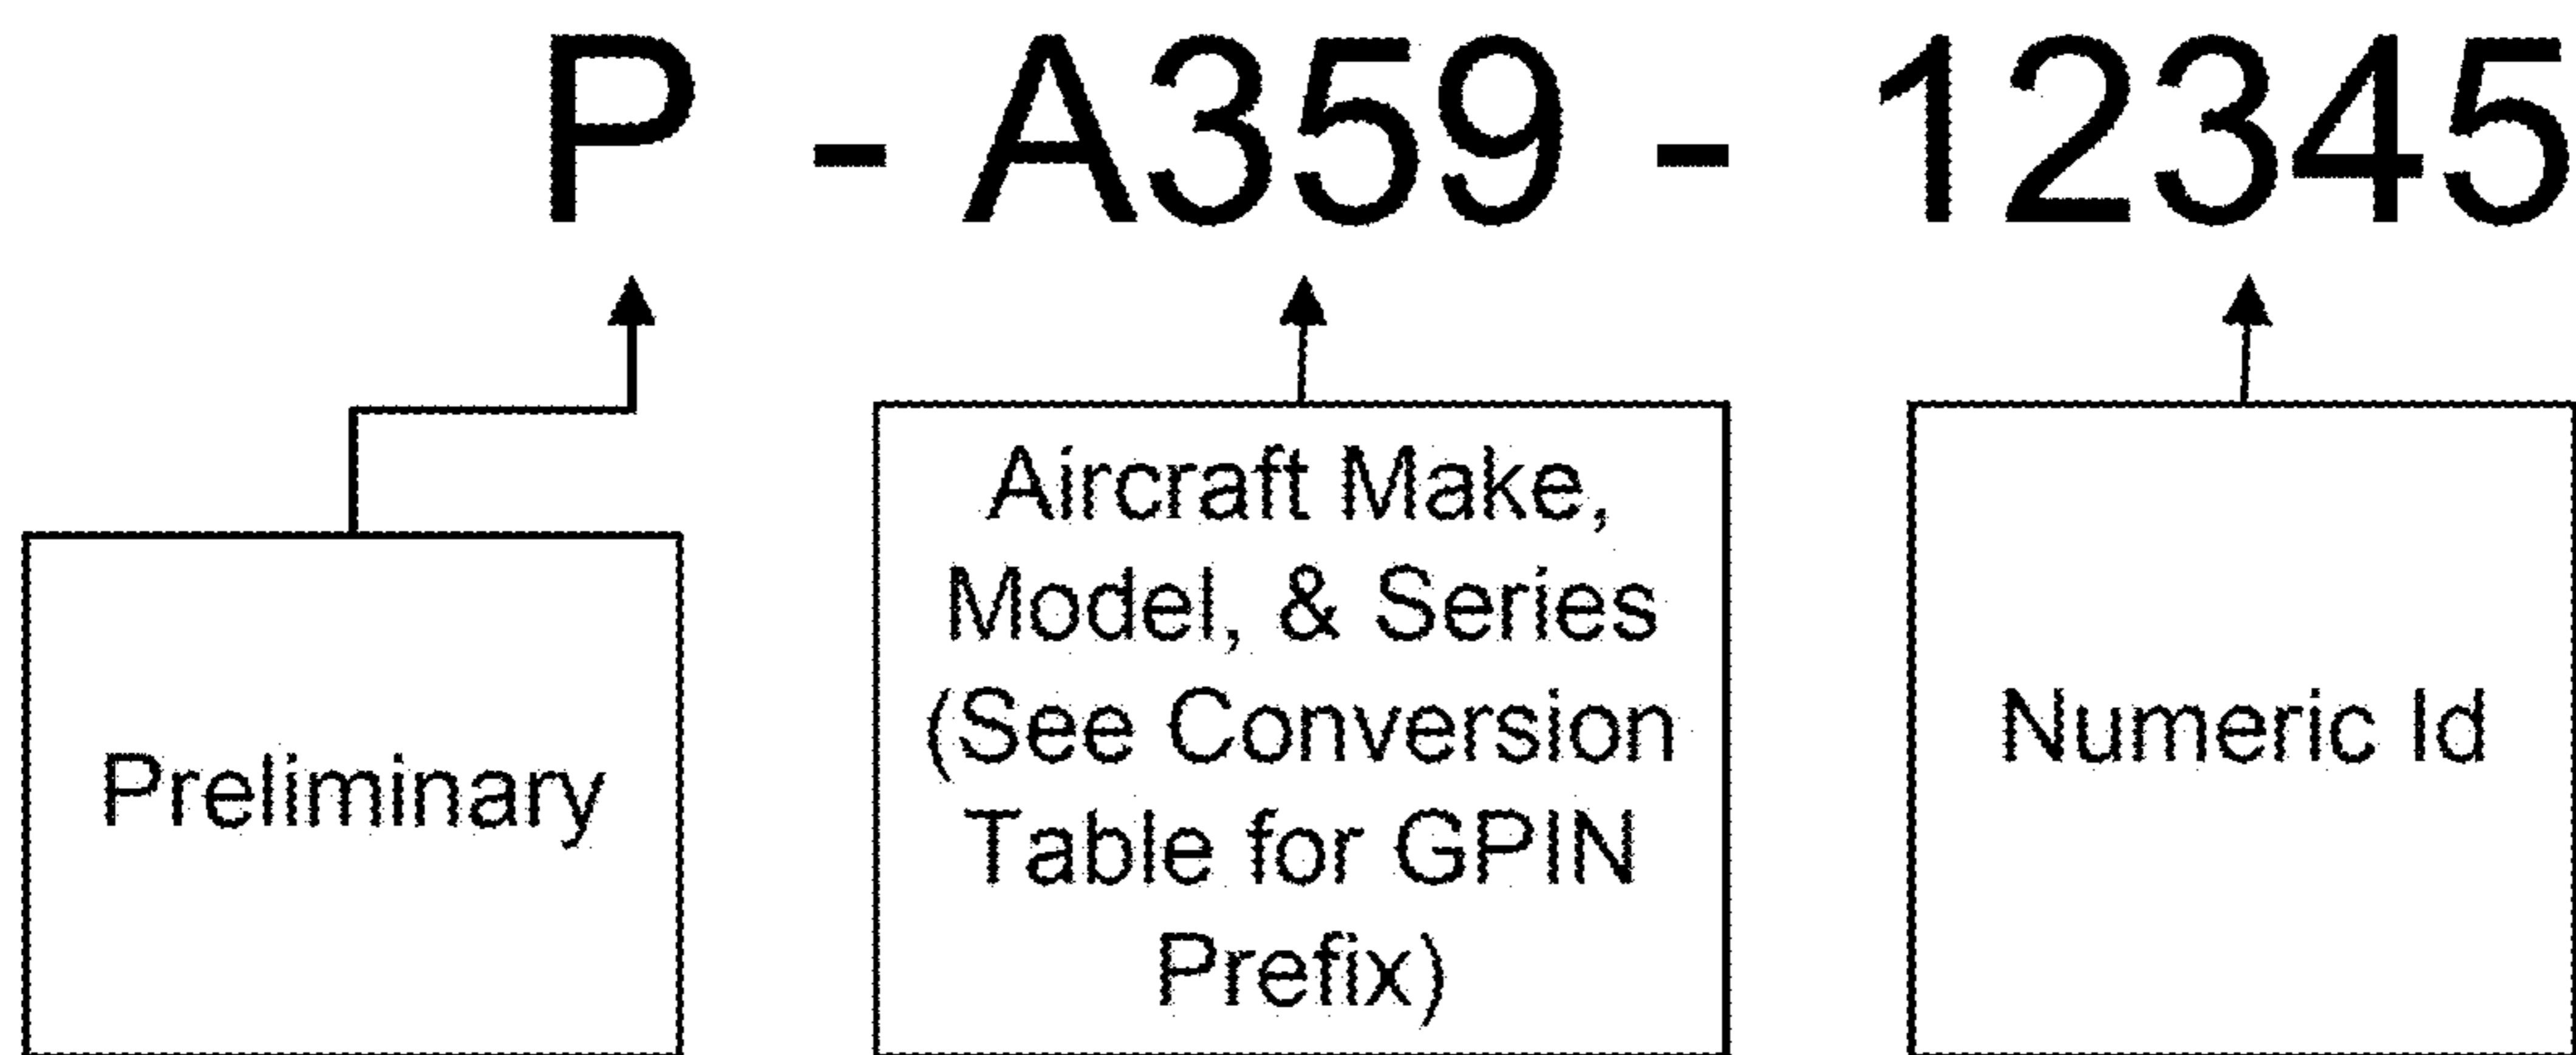 P - A359 - 12345
Preliminary
Aircraft Make,
Model, & Series
(See Conversion
Table for GPIN
Prefix)
Numeric Id